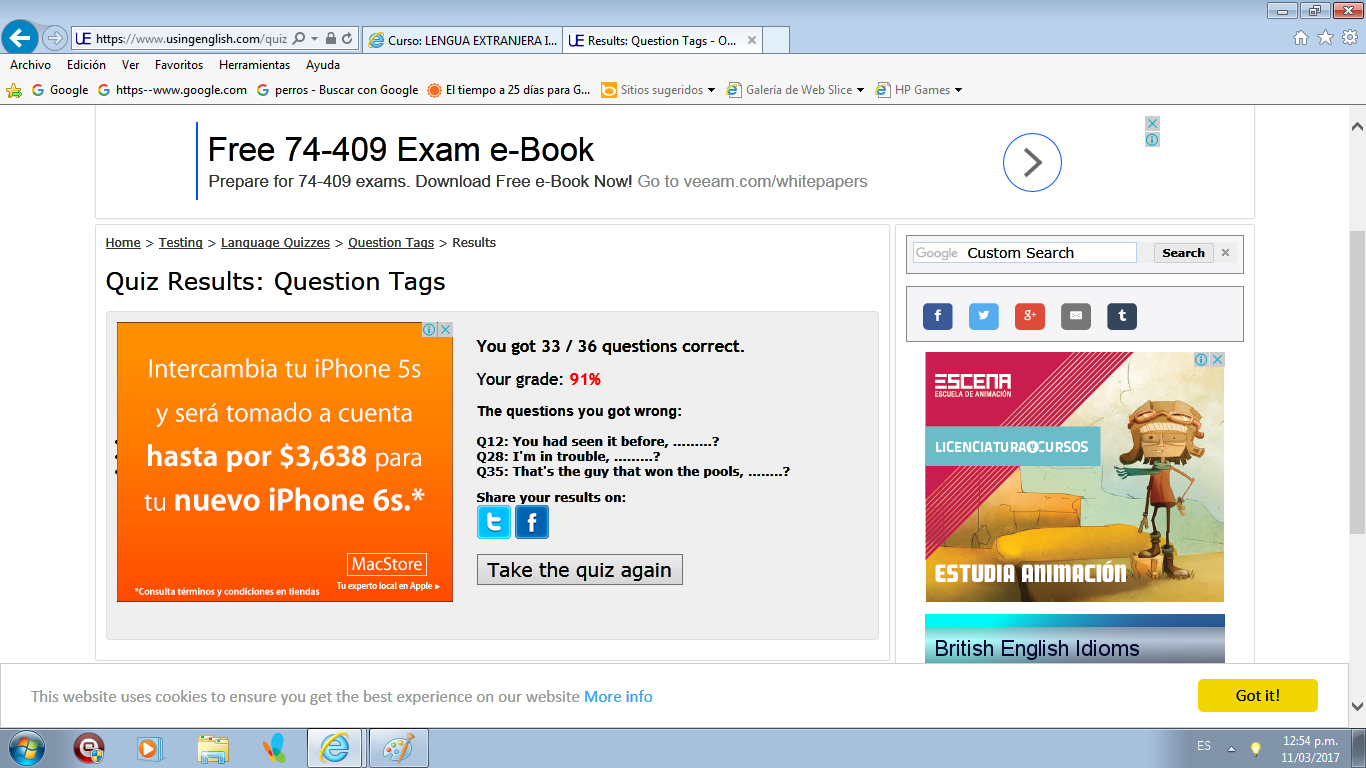 https://www.usingenglish.com/quiz
Curso: LENGUA EXTRANJERA I...
Results: Question Tags - O...
Archivo Edición Ver Favoritos Herramientas Ayuda
Google https--www.google.com perros - Buscar con Google El tiempo a 25 días para G... Sitios sugeridos Galería de Web Slice HP Games
Free 74-409 Exam e-Book
Prepare for 74-409 exams. Download Free e-Book Now! Go to veeam.com/whitepapers
Home > Testing > Language Quizzes > Question Tags > Results
Quiz Results: Question Tags
Intercambia tu iPhone 5s
y será tomado a cuenta
hasta por $3,638 para
tu nuevo iPhone 6s.*
MacStore
Tu experto local en Apple
*Consulta términos y condiciones en tiendas
You got 33 / 36 questions correct.
Your grade: 91%
The questions you got wrong:
Q12: You had seen it before, .........?
Q28: I'm in trouble, .........?
Q35: That's the guy that won the pools, ........?
Share your results on:
Take the quiz again
Google Custom Search Search
ESCENA
ESCUELA DE ANIMACIÓN
LICENCIATURA Y CURSOS
ESTUDIA ANIMACIÓN
British English Idioms
This website uses cookies to ensure you get the best experience on our website More info
Got it!
ES
12:54 p.m.
11/03/2017